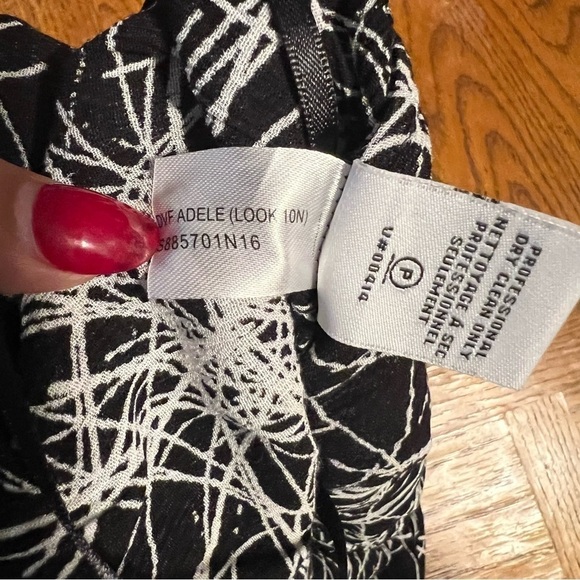 DVF ADELE (LOOK 10N)
S885701N16
PROFESSIONAL
DRY CLEAN ONLY
NETTOYAGE A SEC
PROFESSIONNEL
SEULEMENT
P
V#00414